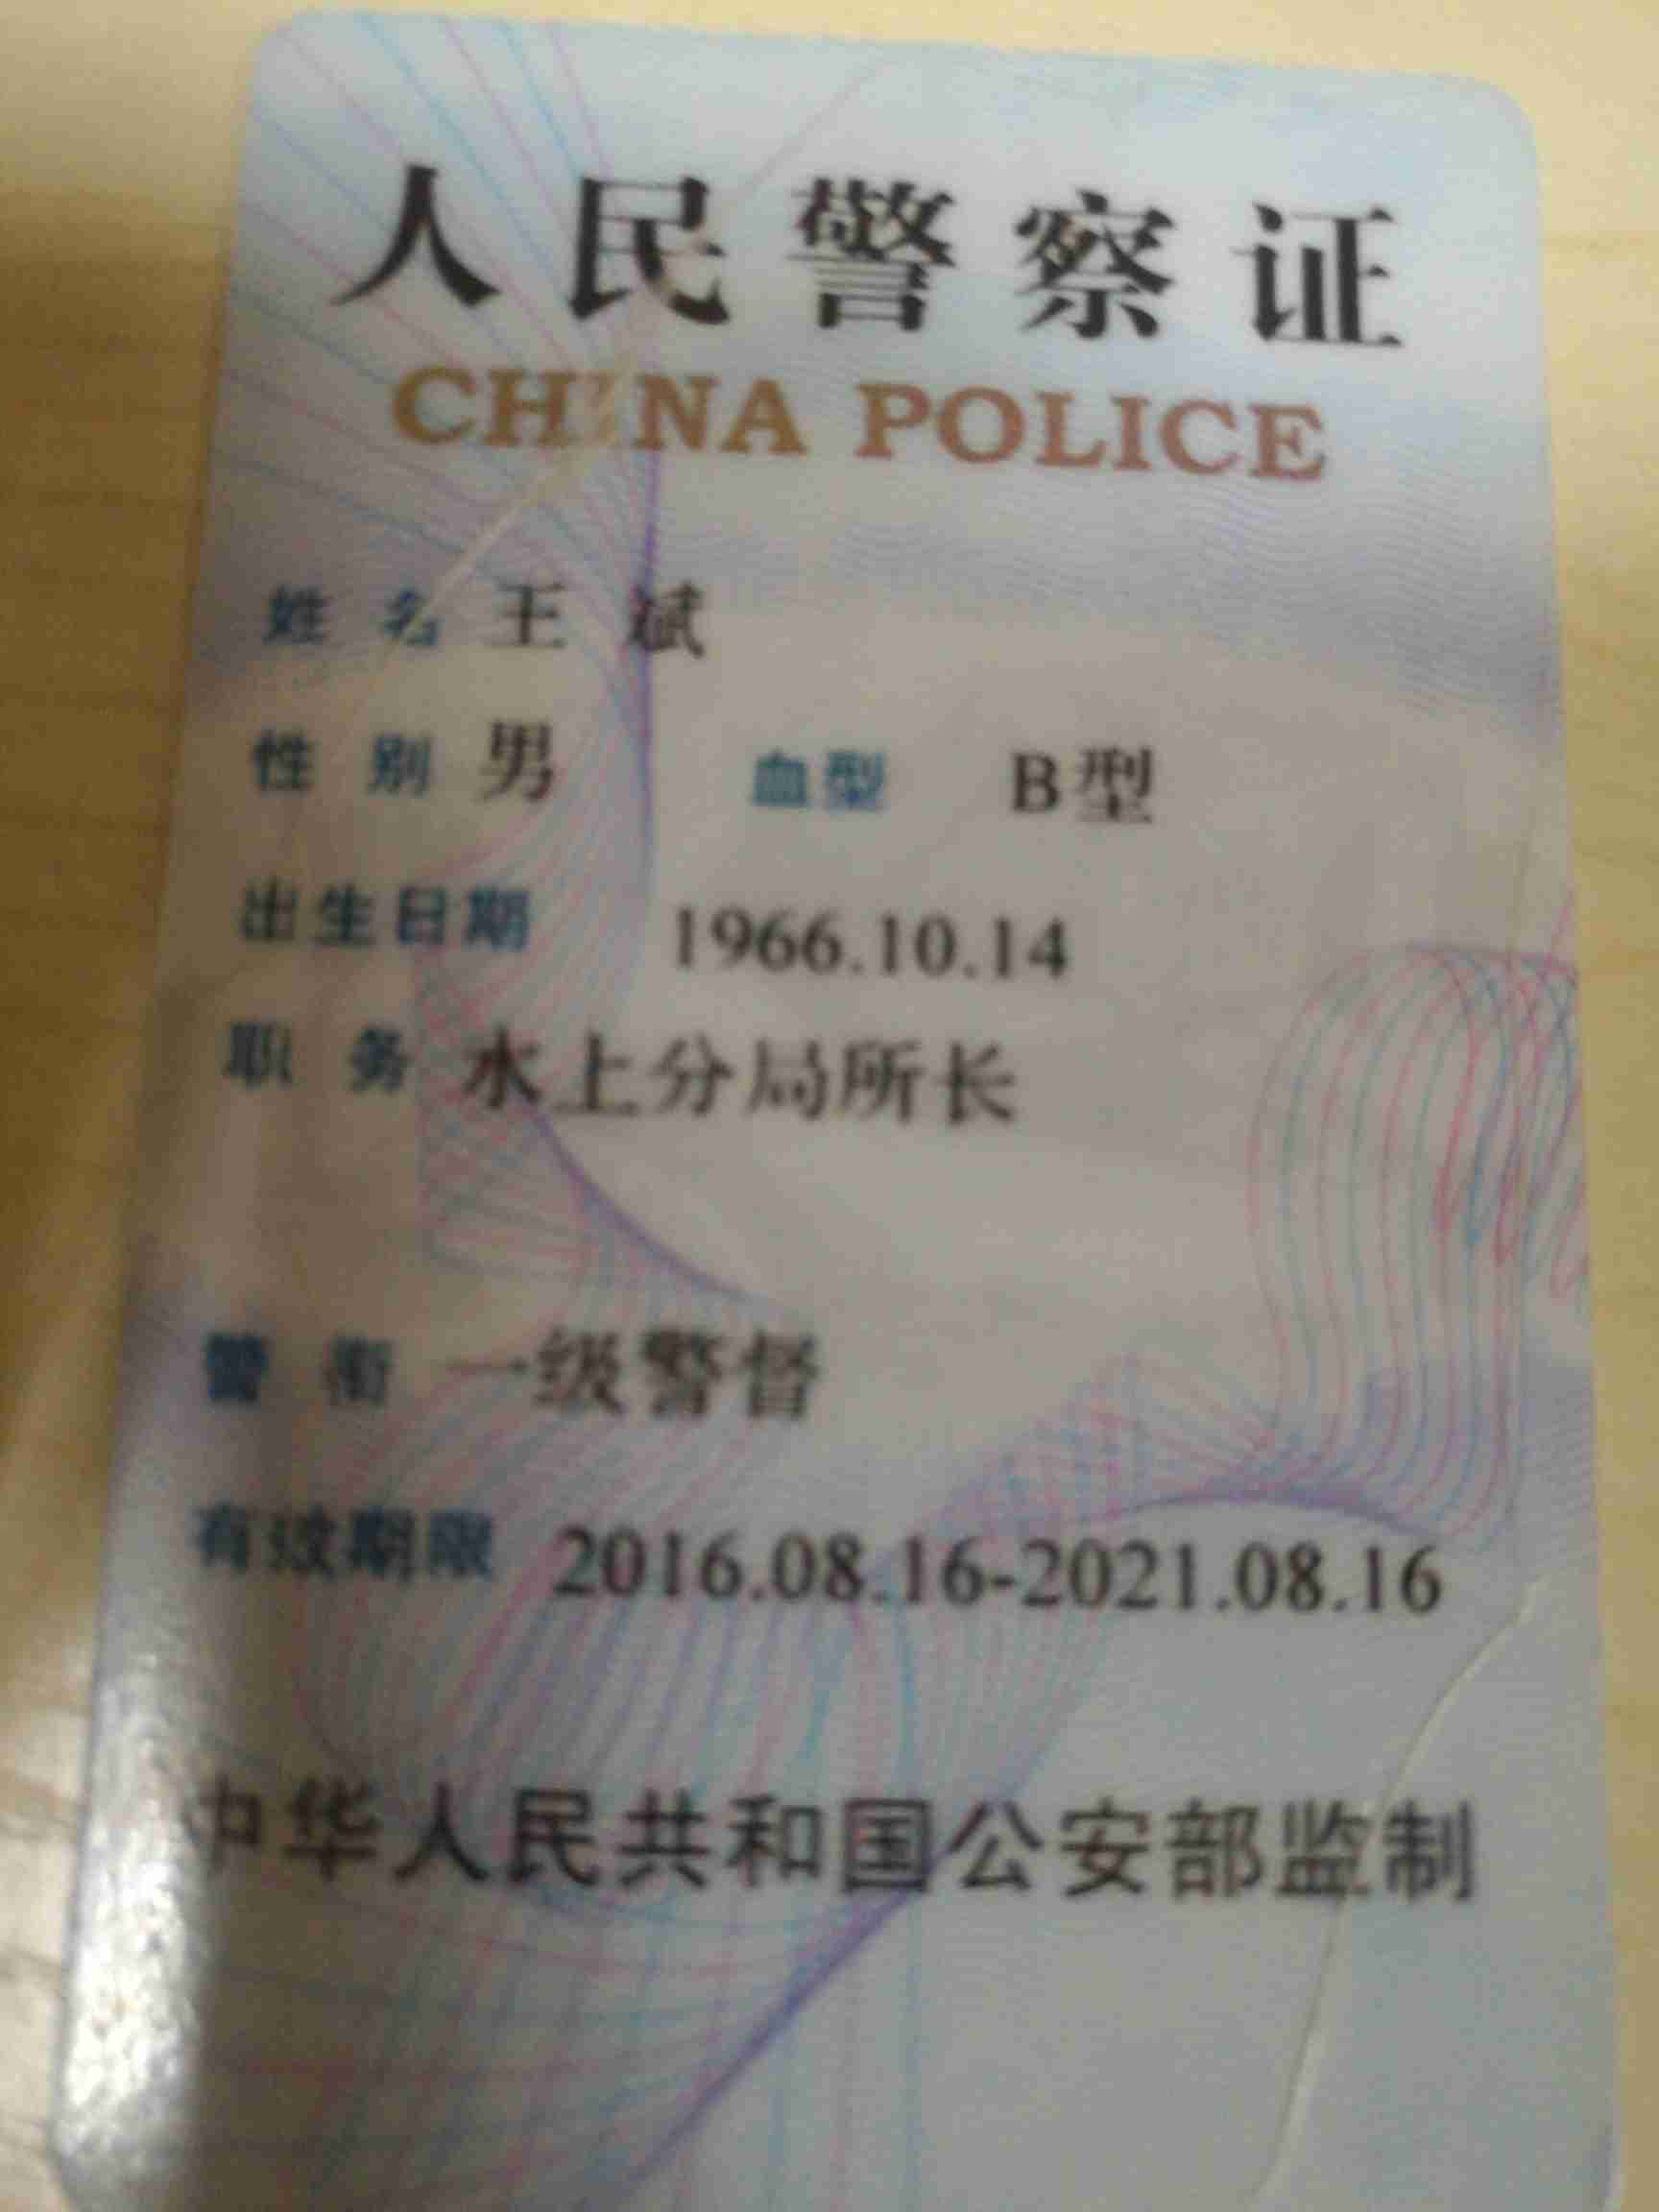 人民警察证
CHINA POLICE
姓名 王斌
性别 男 血型 B型
出生日期 1966.10.14
职务 水上分局所长
警衔 一级警督
有效期限 2016.08.16-2021.08.16
中华人民共和国公安部监制